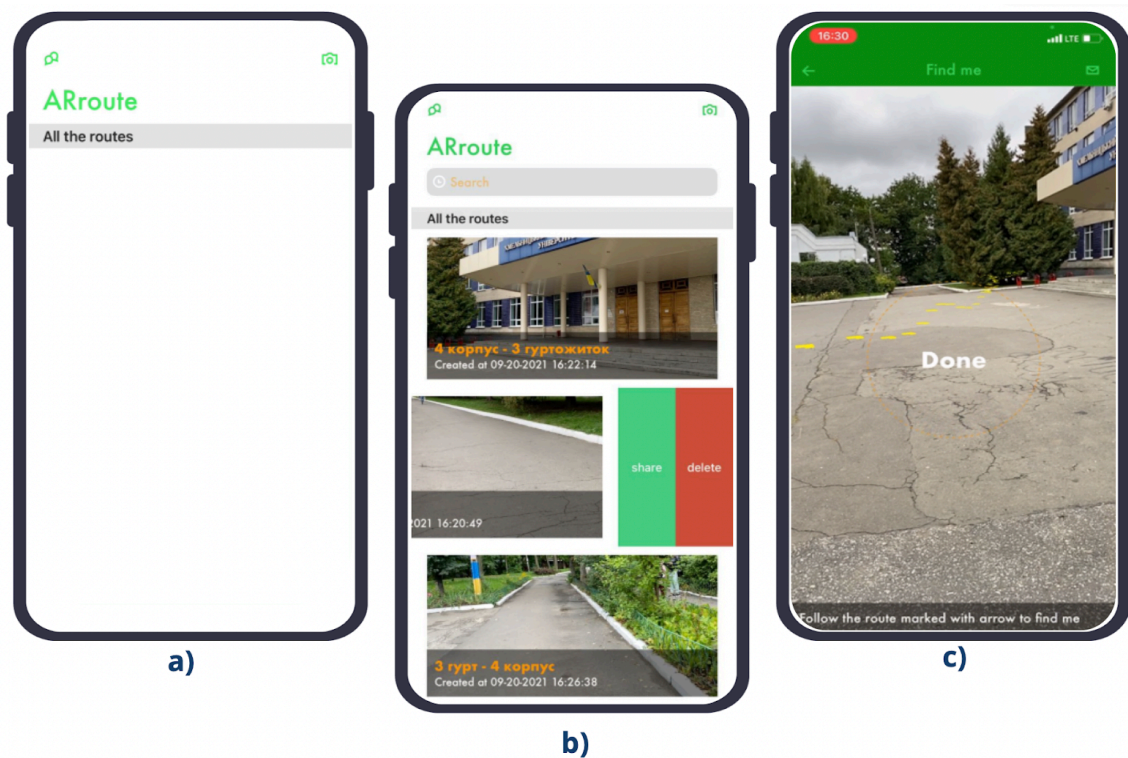 ARroute
All the routes
a)
ARroute
Search
All the routes
УНІВЕРС
4 корпус - 3 гуртожиток
Created at 09-20-2021 16:22:14
2021 16:20:49
share
delete
3 гурт - 4 корпус
Created at 09-20-2021 16:26:38
b)
16:30
LTE
Find me
Done
Follow the route marked with arrow to find me
c)